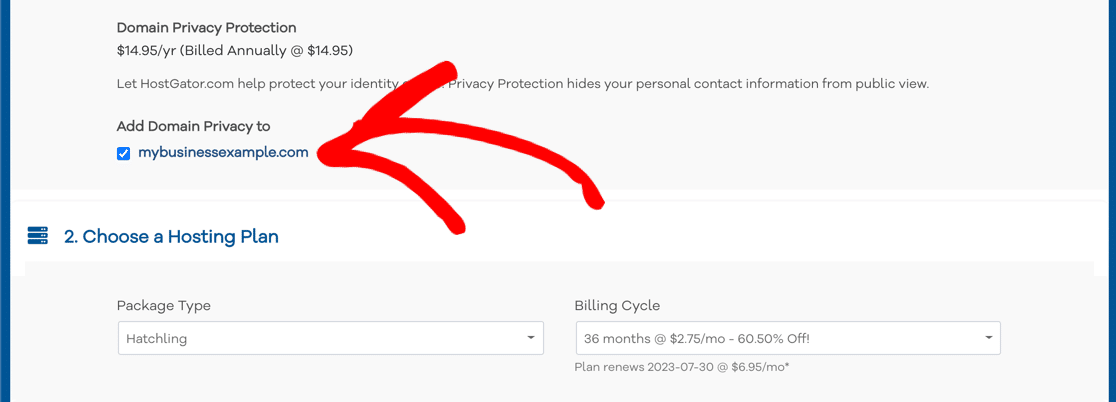 Domain Privacy Protection
$14.95/yr (Billed Annually @ $14.95)
Let HostGator.com help protect your identity Privacy Protection hides your personal contact information from public view.
Add Domain Privacy to
mybusinessexample.com
2. Choose a Hosting Plan
Package Type
Billing Cycle
Hatchling
36 months @ $2.75/mo - 60.50% Off!
Plan renews 2023-07-30 @ $6.95/mo*